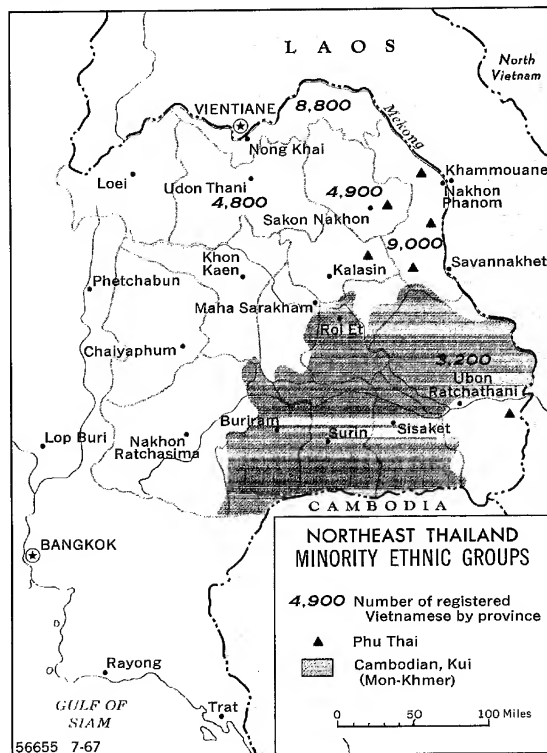 LAOS
North
Vietnam
VIENTIANE
8,800
Mekong
Nong Khai
Loei
Udon Thani
4,800
4,900
Sakon Nakhon
Khammouane
Nakhon
Phanom
9,000
Khon
Kaen
Kalasin
Savannakhet
Phetchabun
Maha Sarakham
Roi Et
Chaiyaphum
3,200
Ubon
Ratchathani
Lop Buri
Nakhon
Ratchasima
Buriram
Surin
Sisaket
CAMBODIA
BANGKOK
Rayong
GULF OF
SIAM
Trat
NORTHEAST THAILAND
MINORITY ETHNIC GROUPS
4,900 Number of registered
Vietnamese by province
Phu Thai
Cambodian, Kui
(Mon-Khmer)
0 50 100 Miles
56655 7-67